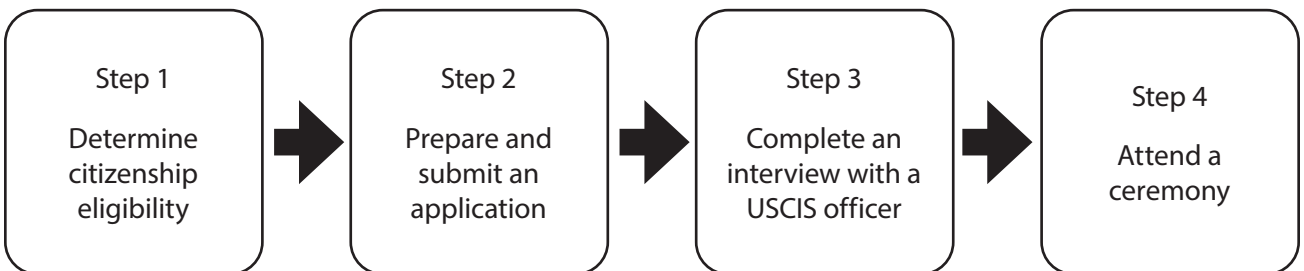 Step 1
Determine
citizenship
eligibility
Step 2
Prepare and
submit an
application
Step 3
Complete an
interview with a
USCIS officer
Step 4
Attend a
ceremony